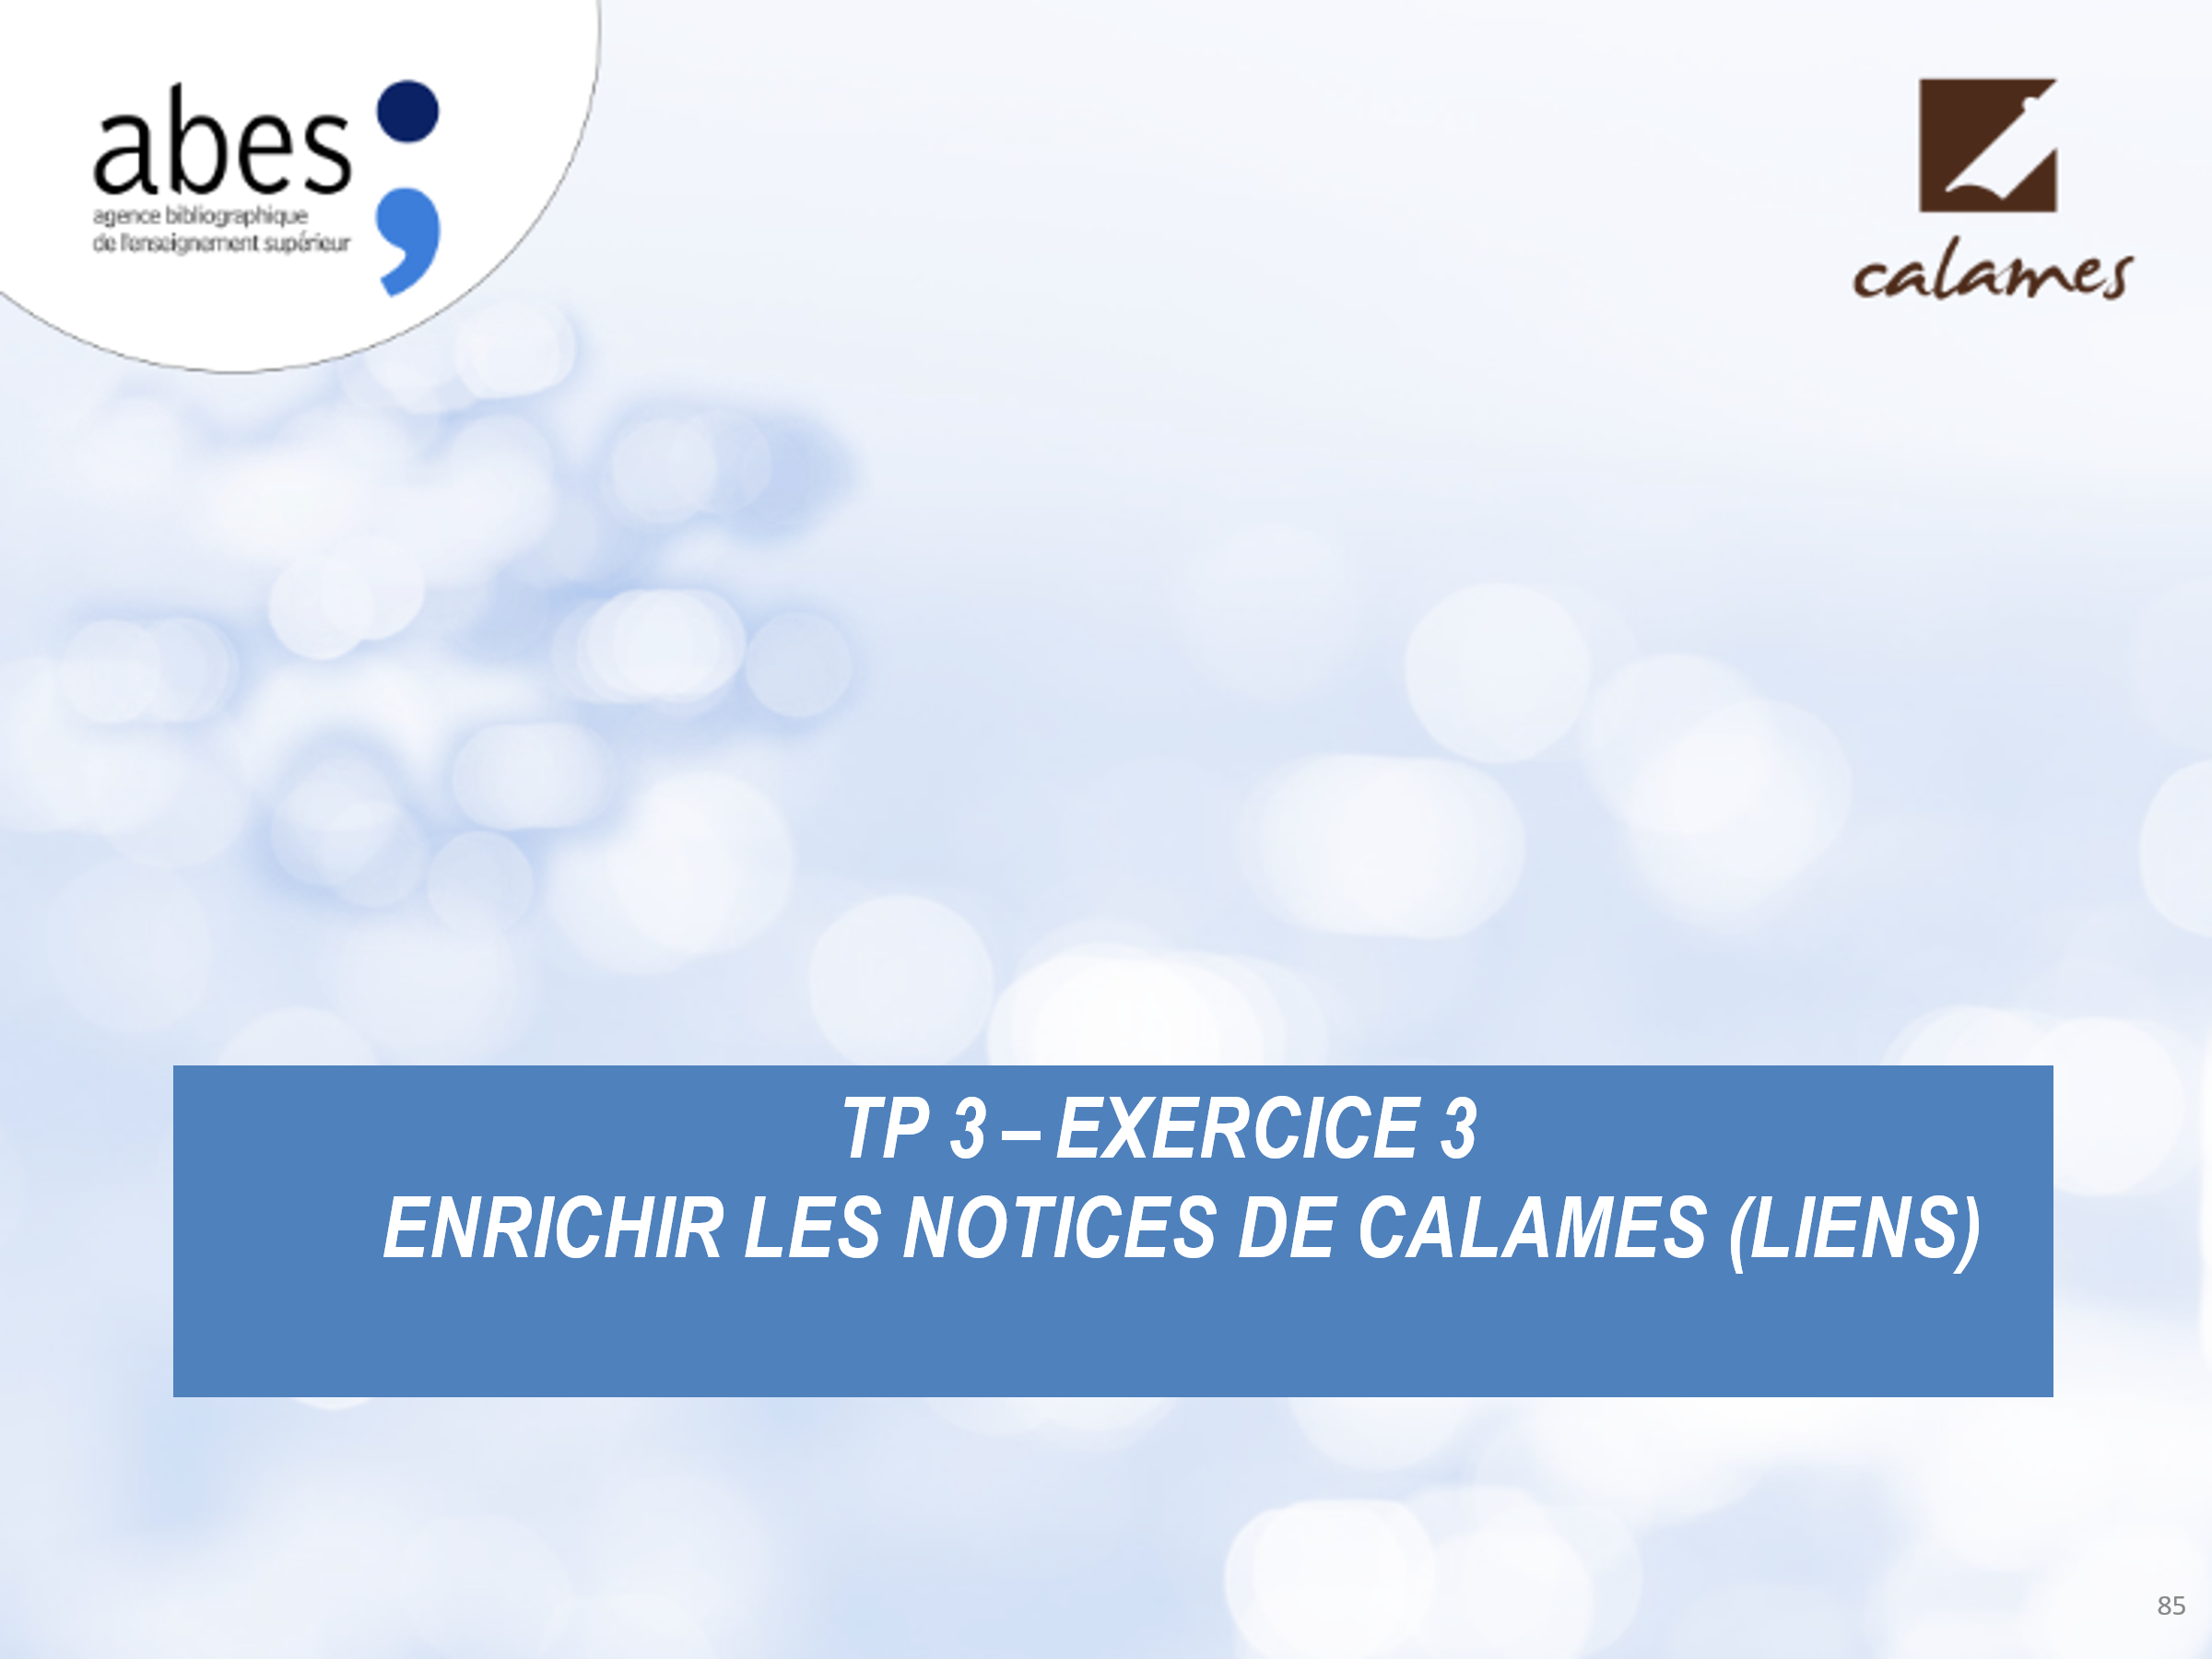 abes
agence bibliographique
de l'enseignement supérieur
calames
TP 3 – EXERCICE 3
ENRICHIR LES NOTICES DE CALAMES (LIENS)
85